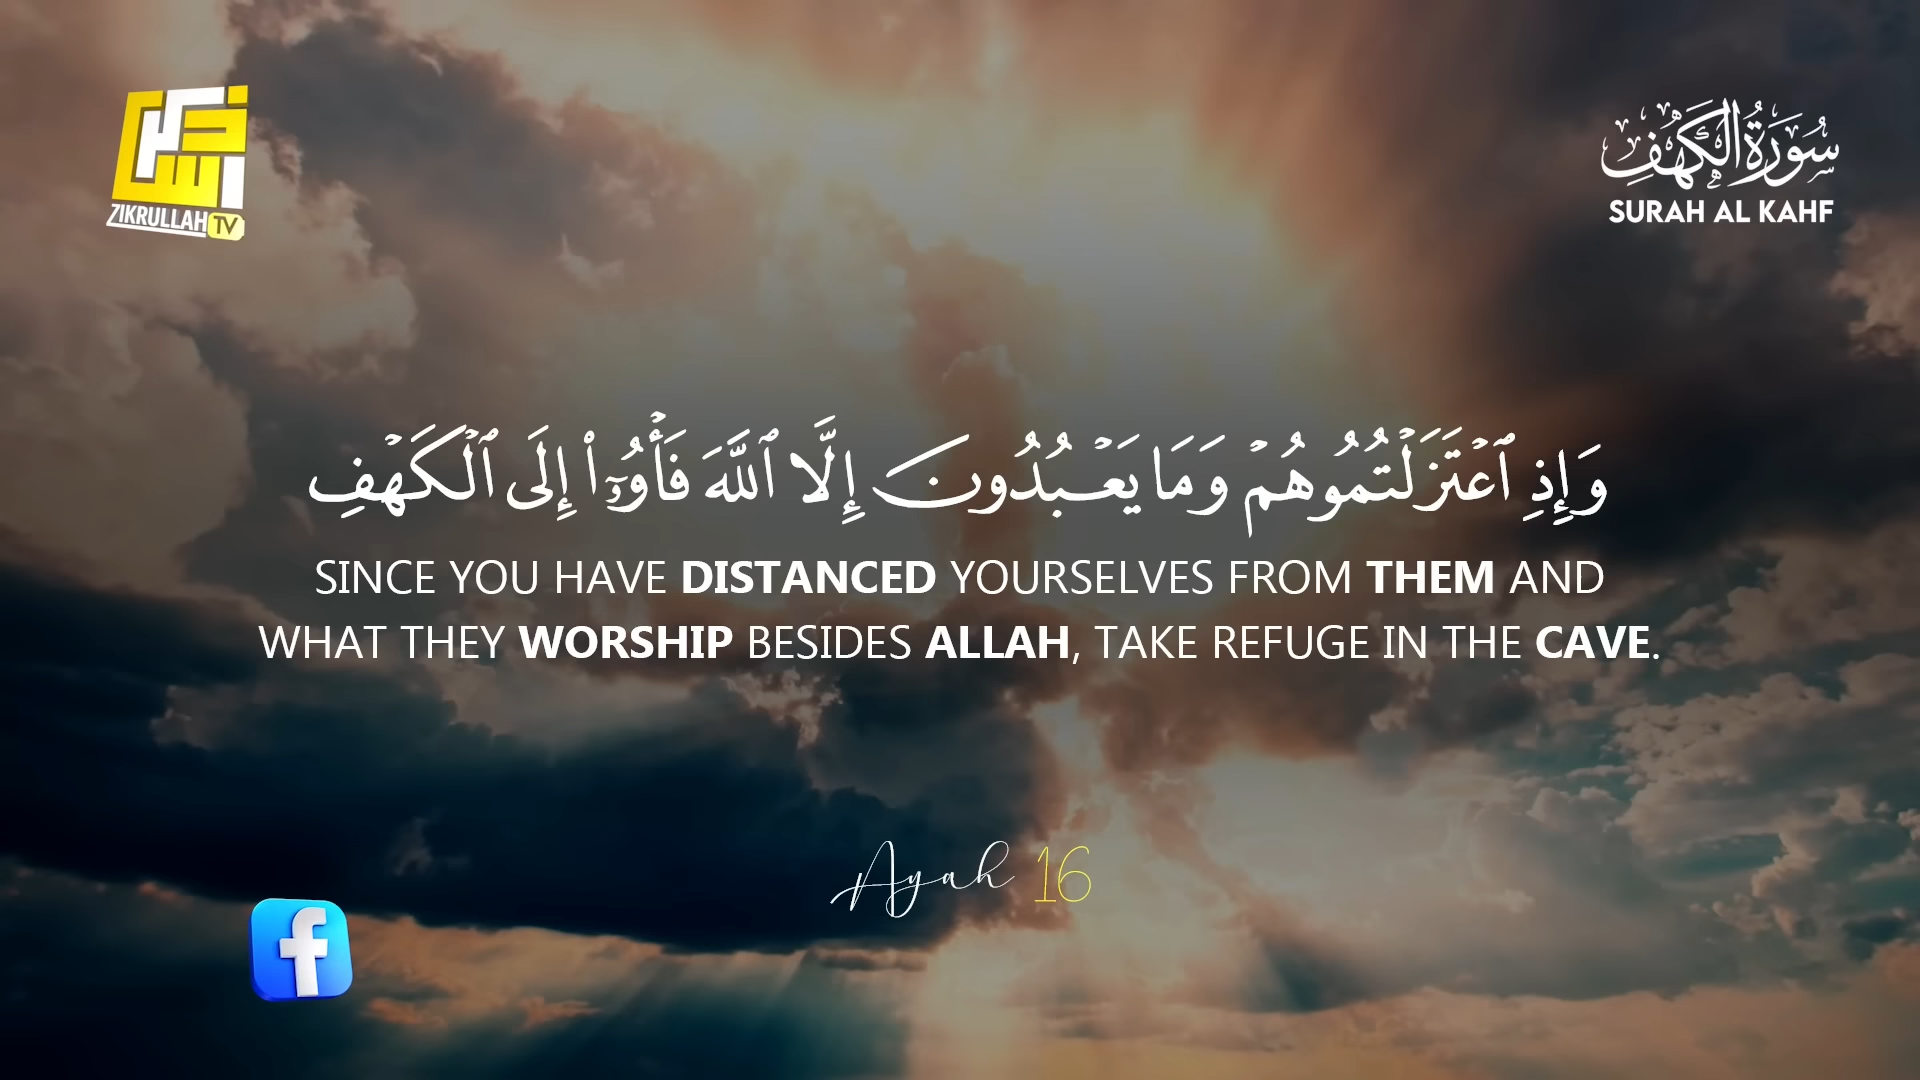 ذكر الله
ZIKRULLAH TV
سُورَةُ الكَهْفِ
SURAH AL KAHF
وَإِذِ ٱعْتَزَلْتُمُوهُمْ وَمَا يَعْبُدُونَ إِلَّا ٱللَّهَ فَأْوُۥٓا۟ إِلَى ٱلْكَهْفِ
SINCE YOU HAVE DISTANCED YOURSELVES FROM THEM AND
WHAT THEY WORSHIP BESIDES ALLAH, TAKE REFUGE IN THE CAVE.
Ayah 16
f